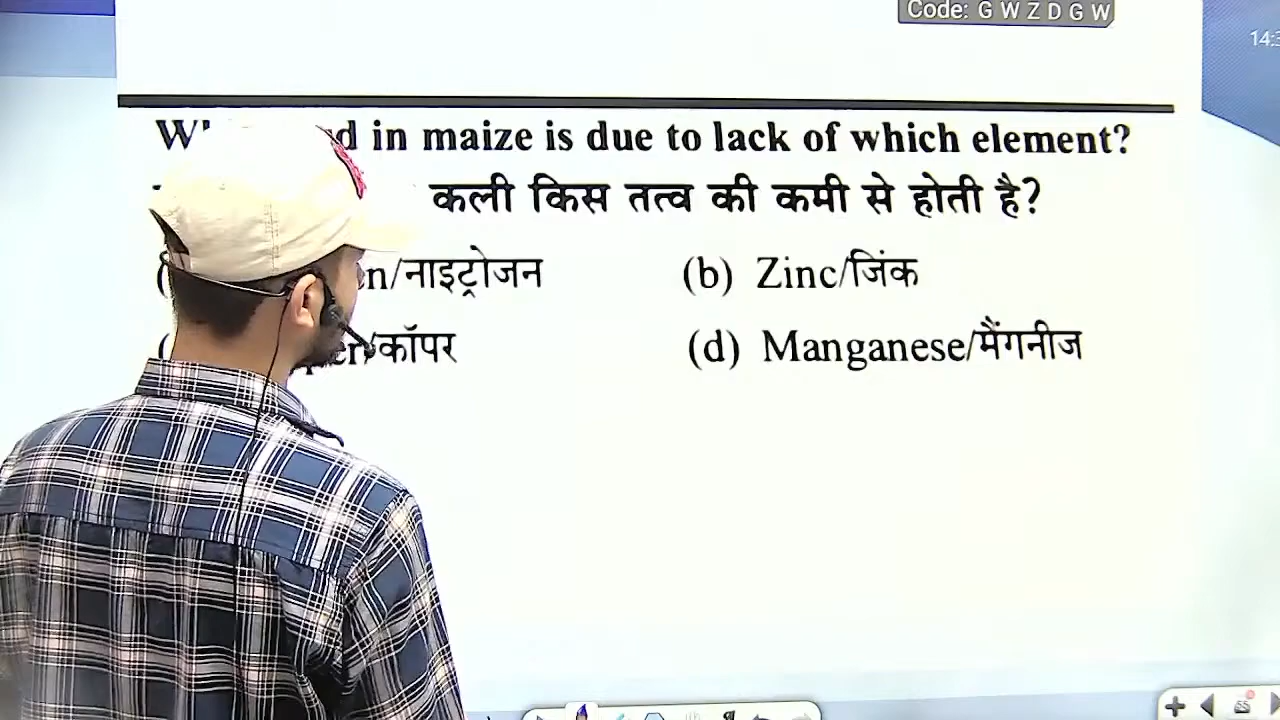 Code: G W Z D G W
in maize is due to lack of which element?
कली किस तत्व की कमी से होती है?
/नाइट्रोजन (b) Zinc/जिंक
/कॉपर (d) Manganese/मैंगनीज
65